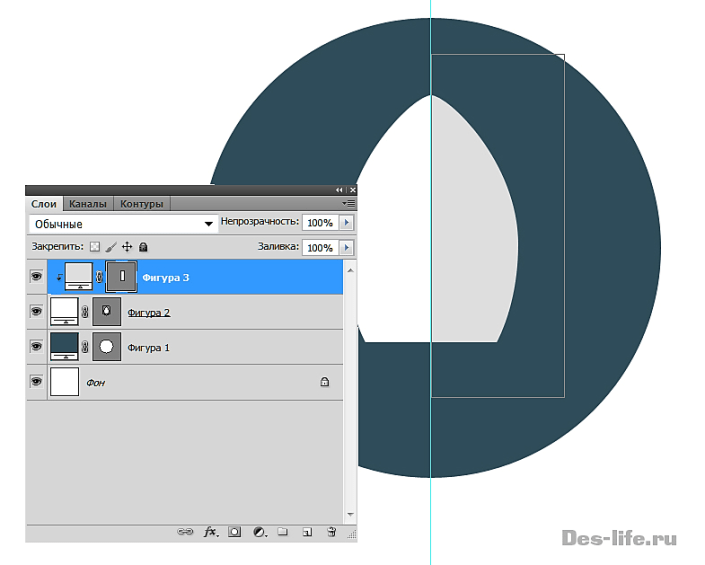 Слои Каналы Контуры
Обычные Непрозрачность: 100%
Закрепить: Заливка: 100%
Фигура 3
Фигура 2
Фигура 1
Фон
fx.
Des-life.ru